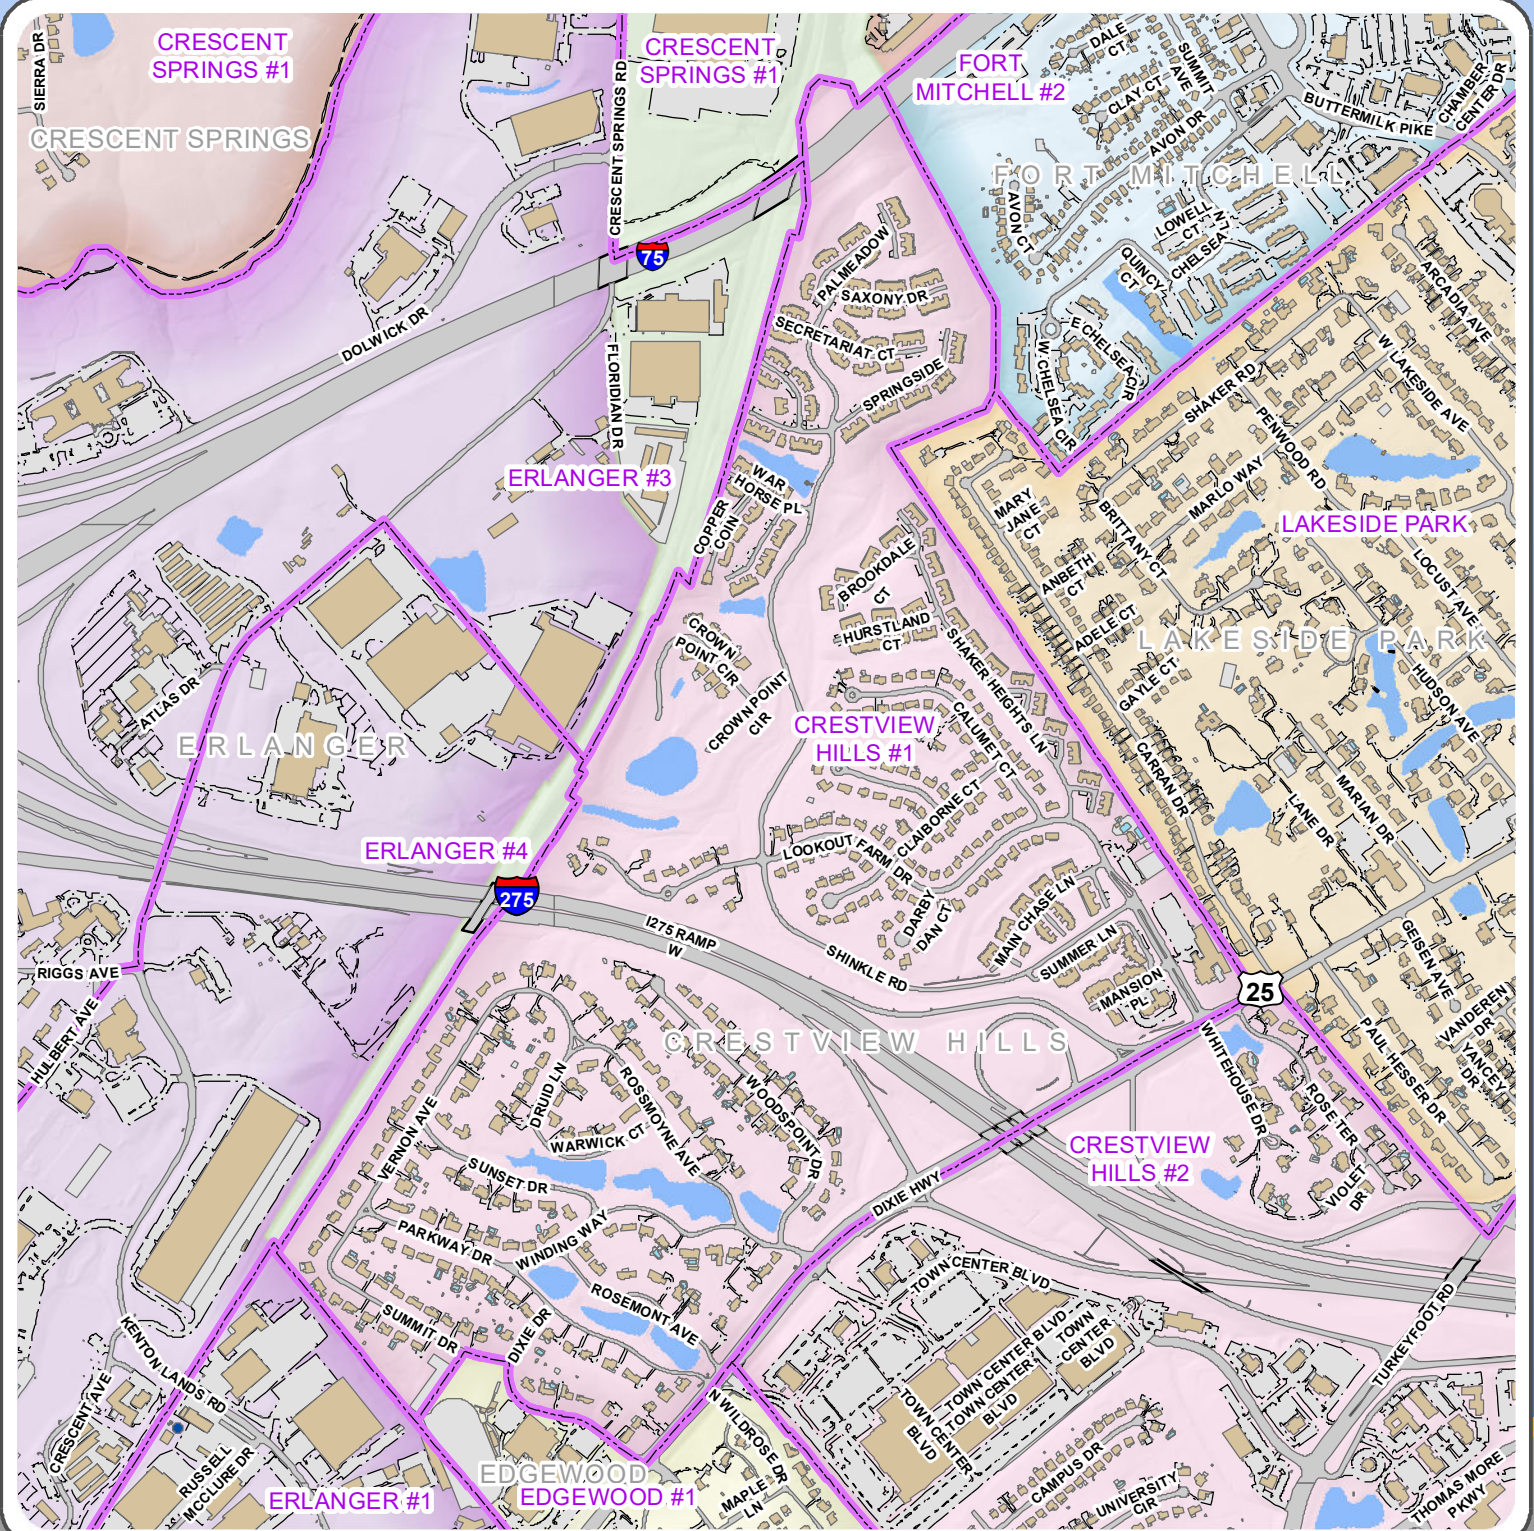 CRESCENT
SPRINGS #1
CRESCENT
SPRINGS #1
FORT
MITCHELL #2
SIERRA DR
CRESCENT SPRINGS
CRESCENT SPRINGS RD
DALE
CT
SUMMIT
AVE
CLAY CT
AVON DR
BUTTERMILK PIKE
CHAMBER
CENTER DR
FORT MITCHELL
AVON CT
LOWELL
CT
CHELSEA
LN
QUINCY
CT
75
DOLWICK DR
FLORIDIAN DR
PALMEADOW
SAXONY DR
SECRETARIAT CT
SPRINGSIDE
E CHELSEA CIR
W CHELSEA CIR
ARCADIA AVE
W LAKESIDE AVE
SHAKER RD
PENWOOD RD
MARLO WAY
ERLANGER #3
WAR
HORSE PL
COPPER
COIN
MARY
JANE
CT
BRITTANY CT
LAKESIDE PARK
ANBETH
CT
LOCUST AVE
BROOKDALE
CT
HURSTLAND
CT
ADELE CT
LAKESIDE PARK
CROWN
POINT CIR
SHAKER HEIGHTS LN
GAYLE CT
HUDSON AVE
ATLAS DR
ERLANGER
CROWN POINT
CIR
CRESTVIEW
HILLS #1
CALUMET CT
CARRAN DR
MARIAN DR
LANE DR
CLAIBORNE CT
LOOKOUT FARM DR
ERLANGER #4
275
DARBY
DAN CT
MAIN CHASE LN
I275 RAMP
W
SHINKLE RD
SUMMER LN
MANSION
PL
GEISEN AVE
RIGGS AVE
25
HULBERT AVE
CRESTVIEW HILLS
VANDEREN
DR
YANCEY
DR
PAUL HESSER DR
WHITEHOUSE DR
ROSE TER
VIOLET
DR
DRUID LN
ROSSMOYNE AVE
WOODSPOINT DR
VERNON AVE
WARWICK CT
SUNSET DR
CRESTVIEW
HILLS #2
DIXIE HWY
PARKWAY DR
WINDING WAY
ROSEMONT AVE
SUMMIT DR
DIXIE DR
TOWN CENTER BLVD
TOWN CENTER BLVD
TOWN
CENTER
BLVD
TOWN CENTER
BLVD
TOWN CENTER
BLVD
TURKEYFOOT RD
KENTON LANDS RD
CRESCENT AVE
RUSSELL
MCCLURE DR
ERLANGER #1
EDGEWOOD
EDGEWOOD #1
N WILDROSE DR
MAPLE
LN
CAMPUS DR
UNIVERSITY
CIR
THOMAS MORE
PKWY